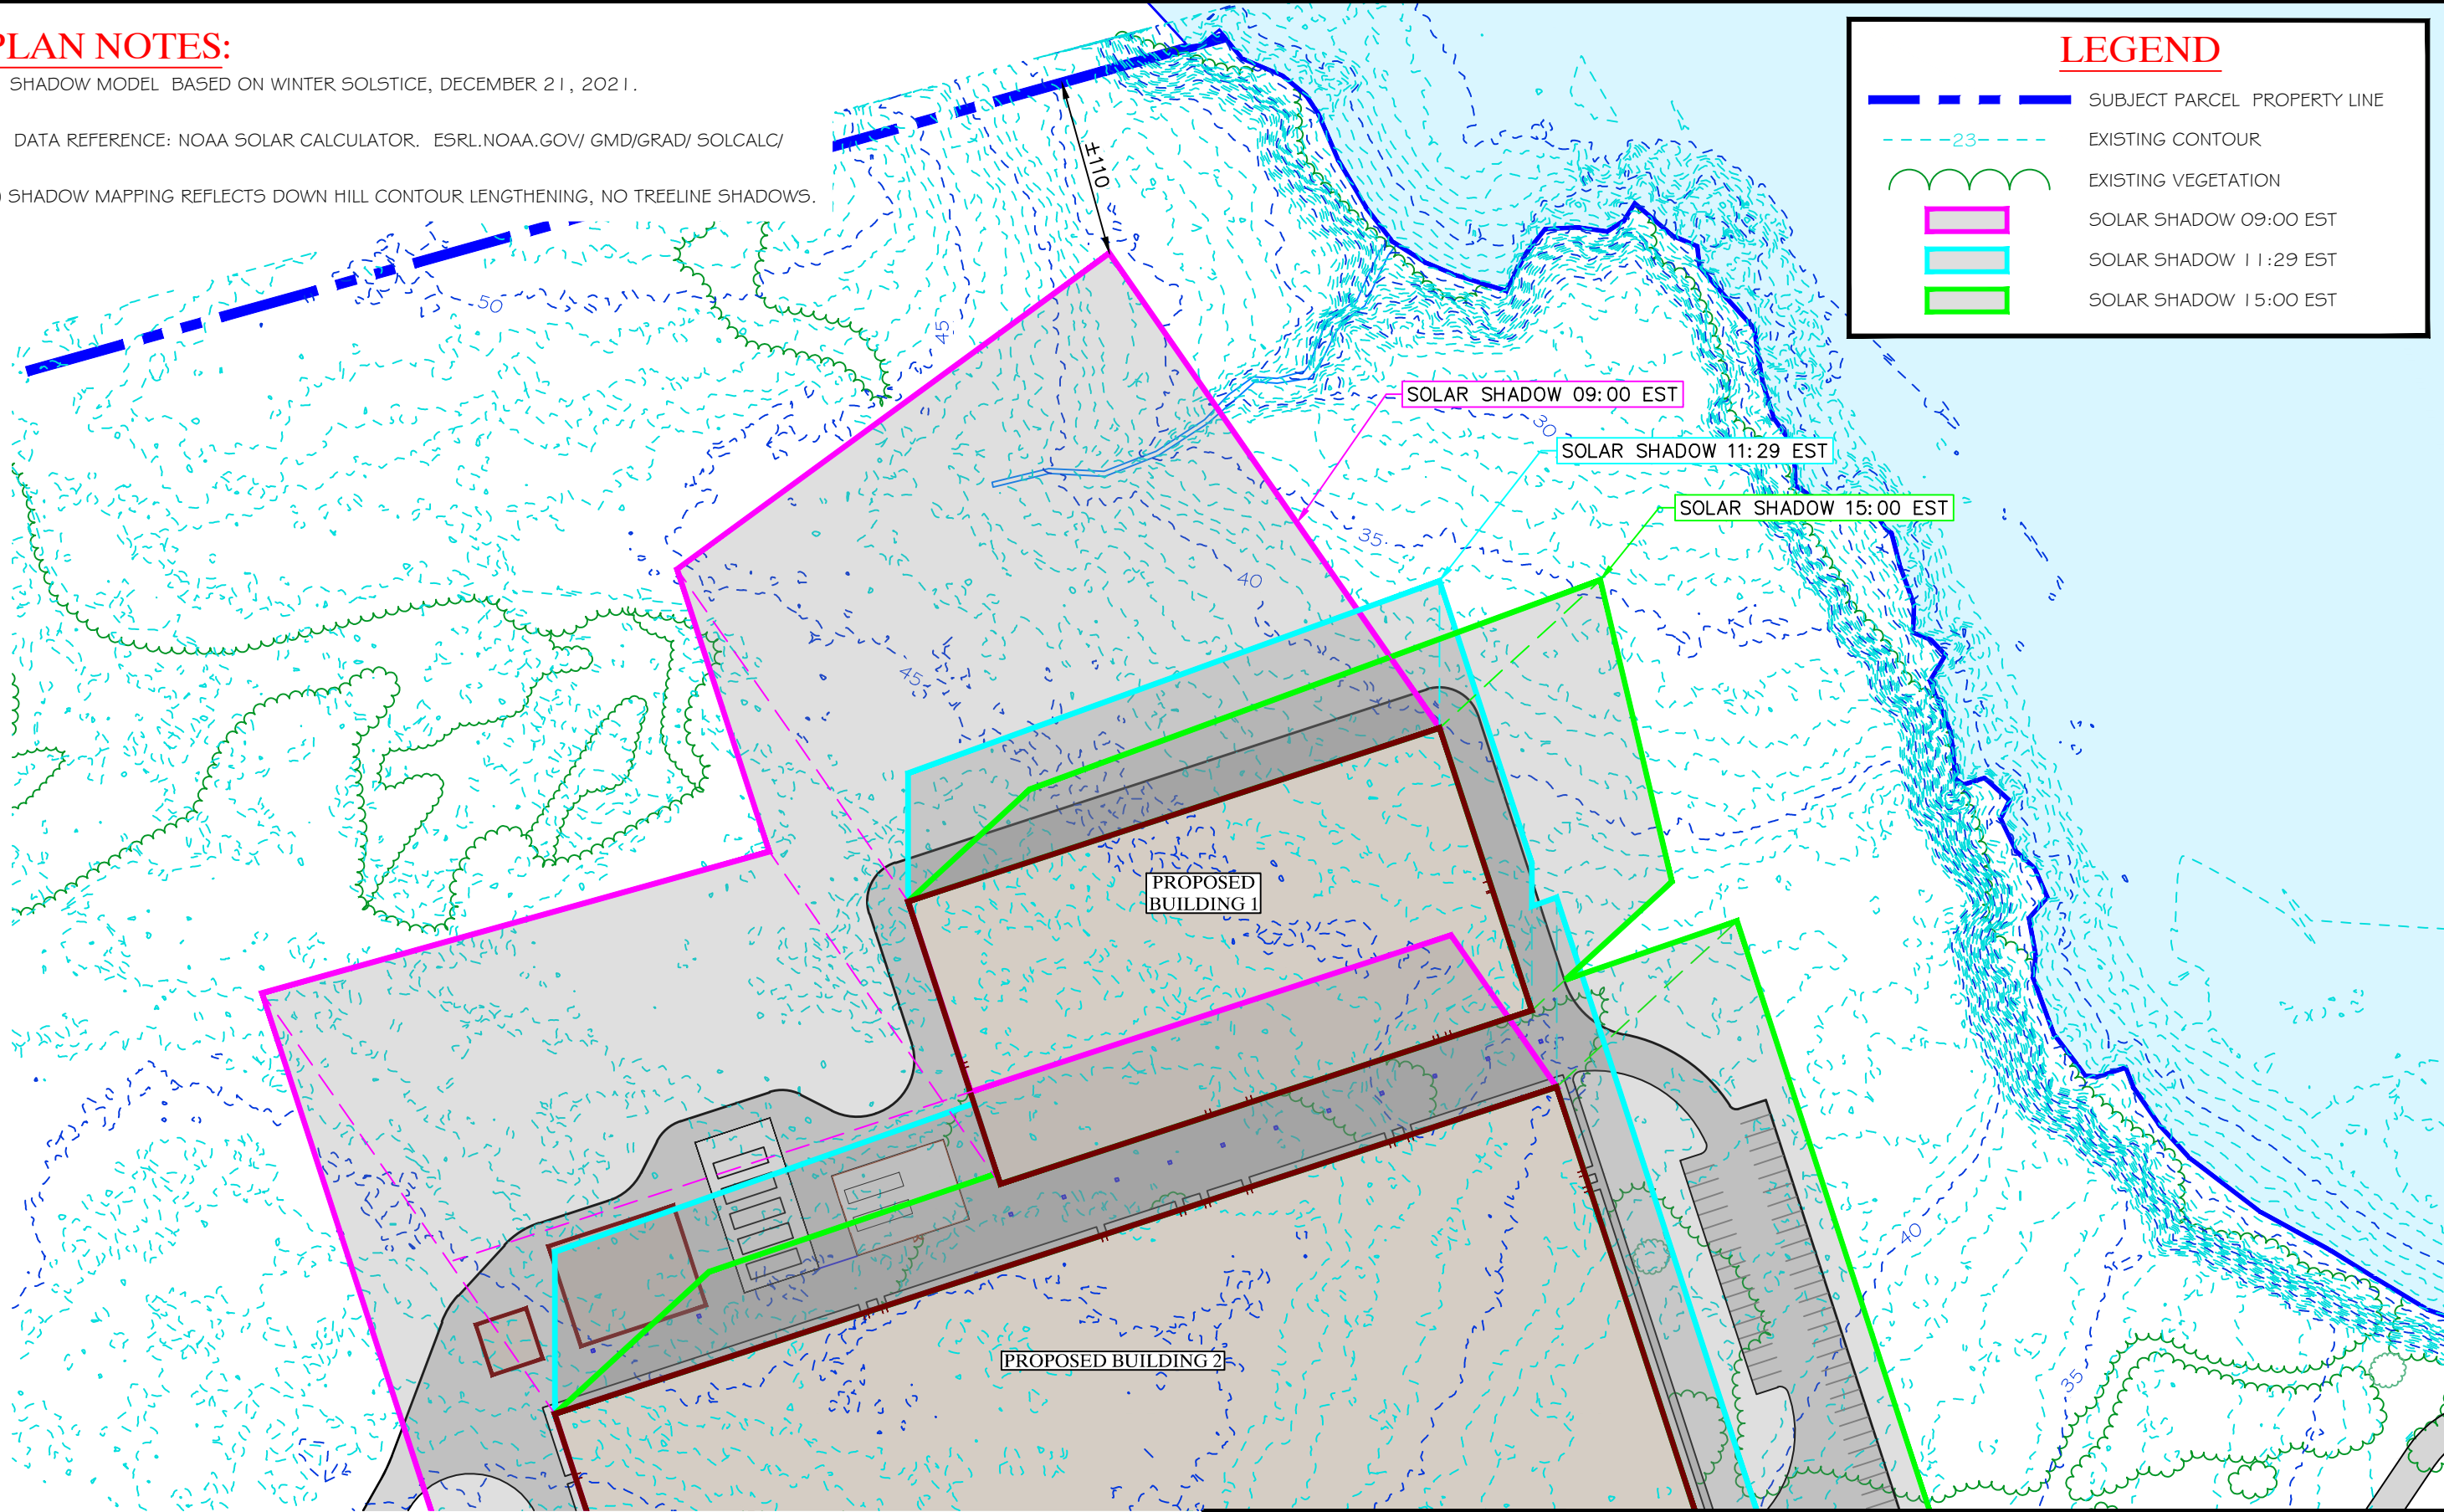 PLAN NOTES:
SHADOW MODEL BASED ON WINTER SOLSTICE, DECEMBER 21, 2021.
DATA REFERENCE: NOAA SOLAR CALCULATOR. ESRL.NOAA.GOV/ GMD/GRAD/ SOLCALC/
) SHADOW MAPPING REFLECTS DOWN HILL CONTOUR LENGTHENING, NO TREELINE SHADOWS.
LEGEND
SUBJECT PARCEL PROPERTY LINE
23
EXISTING CONTOUR
EXISTING VEGETATION
SOLAR SHADOW 09:00 EST
SOLAR SHADOW 11:29 EST
SOLAR SHADOW 15:00 EST
±110
50
45
SOLAR SHADOW 09:00 EST
30
SOLAR SHADOW 11:29 EST
SOLAR SHADOW 15:00 EST
35
40
45
PROPOSED
BUILDING 1
40
PROPOSED BUILDING 2
35